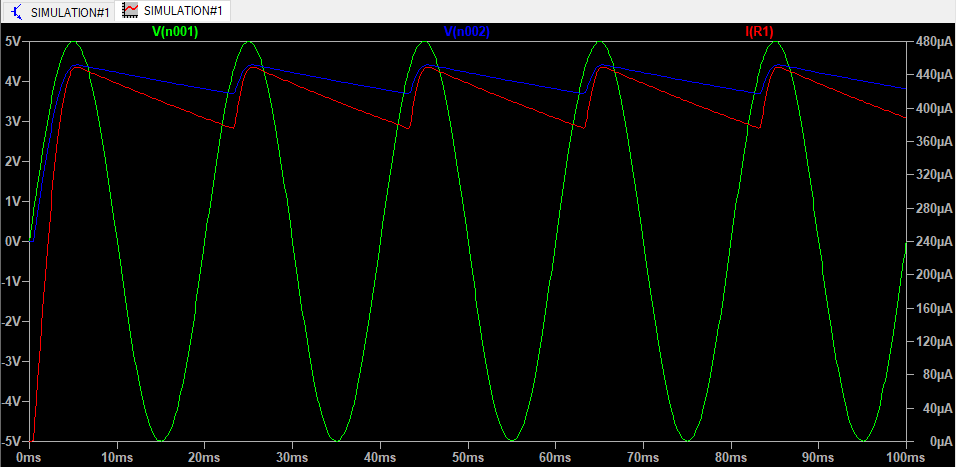 SIMULATION#1 SIMULATION#1
V(n001) V(n002) I(R1)
5V 480µA
4V 440µA
3V 400µA
2V 360µA
1V 320µA
0V 280µA
-1V 240µA
-2V 200µA
-3V 160µA
-4V 120µA
-5V 80µA
40µA
0µA
0ms 10ms 20ms 30ms 40ms 50ms 60ms 70ms 80ms 90ms 100ms